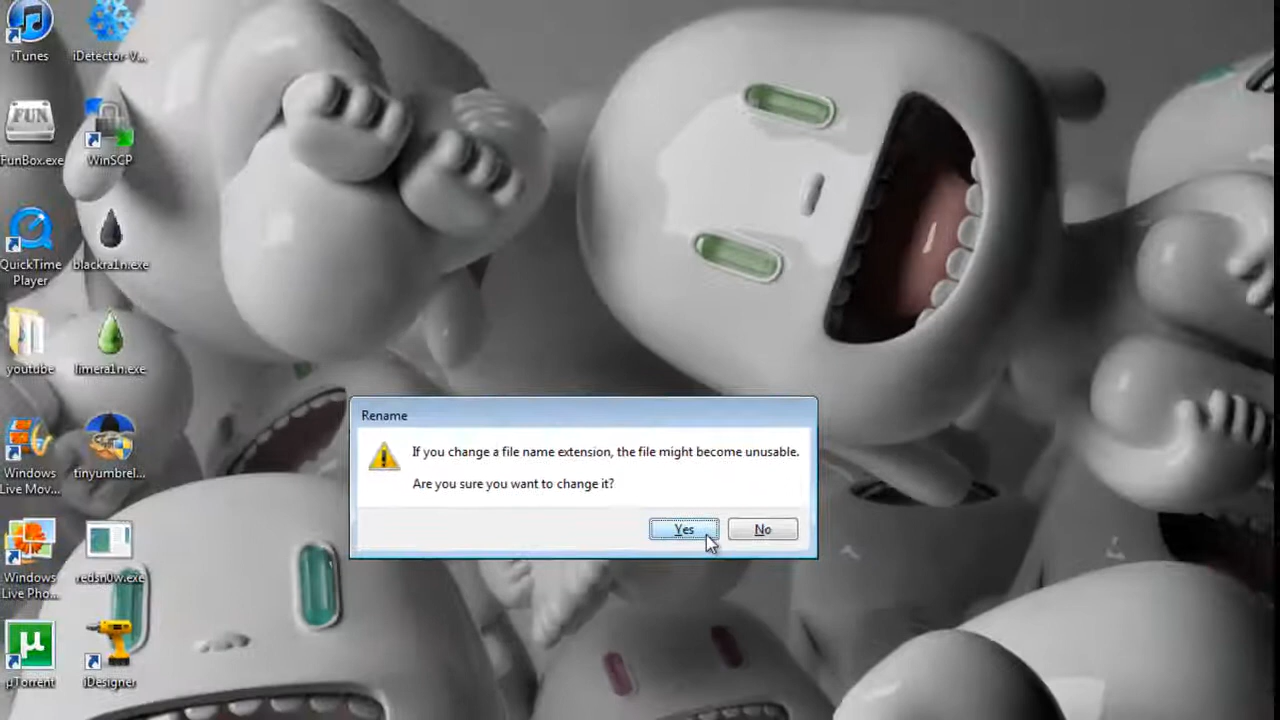 iTunes
iDetector-V...
FUN
FunBox.exe
WinSCP
QuickTime
Player
blackra1n.exe
youtube
limera1n.exe
Windows
Live Mov...
tinyumbrel...
Windows
Live Pho...
redsn0w.exe
µ
µTorrent
iDesigner
Rename
If you change a file name extension, the file might become unusable.
Are you sure you want to change it?
Yes
No